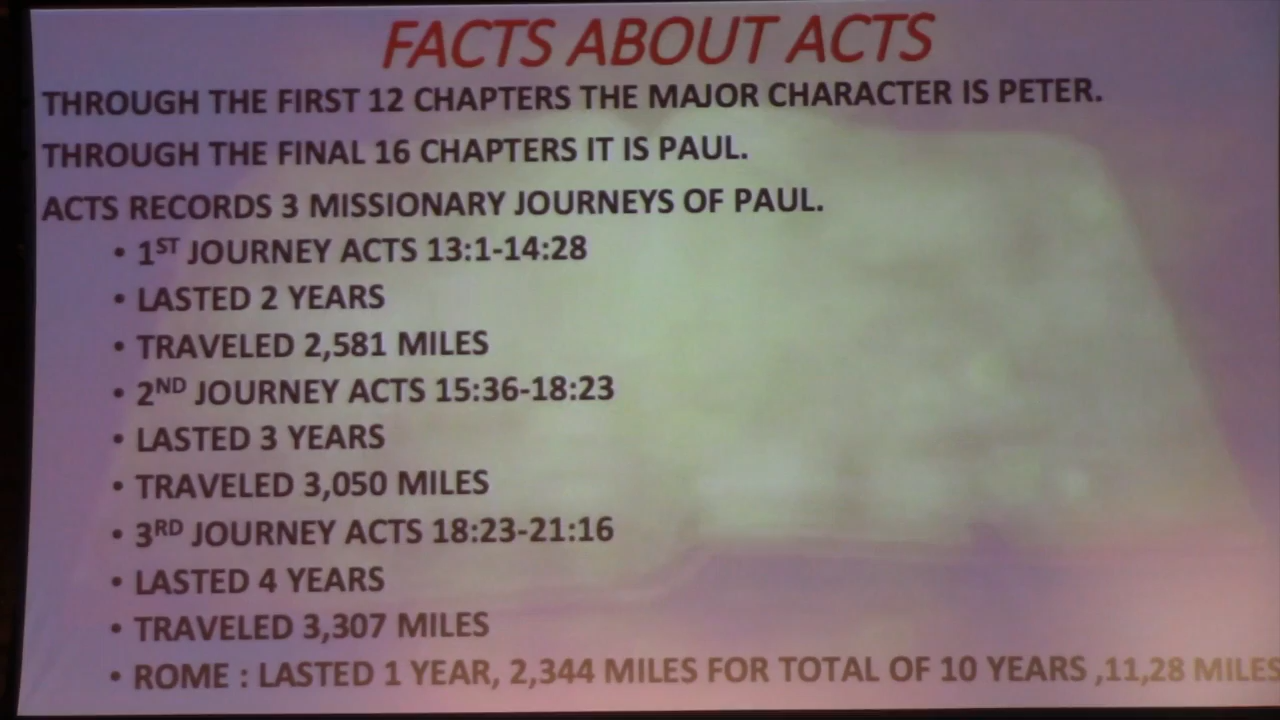 FACTS ABOUT ACTS
THROUGH THE FIRST 12 CHAPTERS THE MAJOR CHARACTER IS PETER.
THROUGH THE FINAL 16 CHAPTERS IT IS PAUL.
ACTS RECORDS 3 MISSIONARY JOURNEYS OF PAUL.
• 1ST JOURNEY ACTS 13:1-14:28
• LASTED 2 YEARS
• TRAVELED 2,581 MILES
• 2ND JOURNEY ACTS 15:36-18:23
• LASTED 3 YEARS
• TRAVELED 3,050 MILES
• 3RD JOURNEY ACTS 18:23-21:16
• LASTED 4 YEARS
• TRAVELED 3,307 MILES
• ROME : LASTED 1 YEAR, 2,344 MILES FOR TOTAL OF 10 YEARS ,11,28 MILES